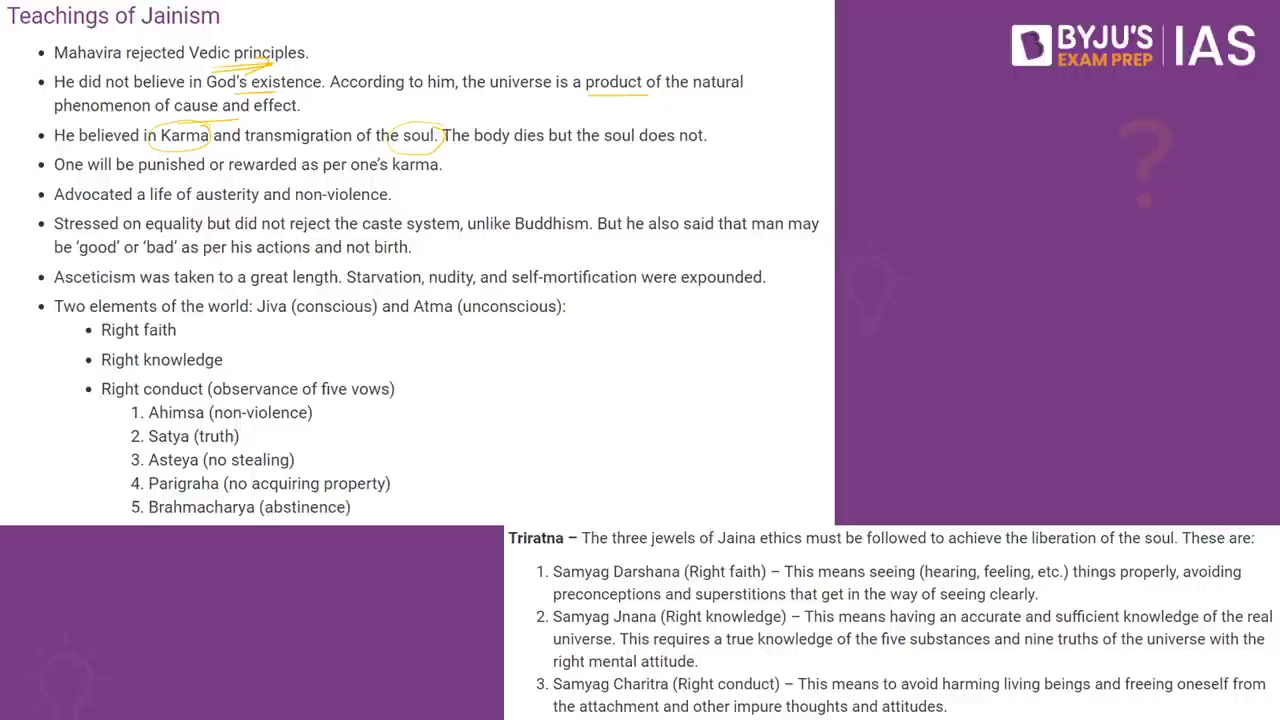 Teachings of Jainism
BYJU'S
EXAM PREP
IAS
• Mahavira rejected Vedic principles.
• He did not believe in God's existence. According to him, the universe is a product of the natural
phenomenon of cause and effect.
• He believed in Karma and transmigration of the soul. The body dies but the soul does not.
• One will be punished or rewarded as per one's karma.
• Advocated a life of austerity and non-violence.
• Stressed on equality but did not reject the caste system, unlike Buddhism. But he also said that man may
be 'good' or 'bad' as per his actions and not birth.
• Asceticism was taken to a great length. Starvation, nudity, and self-mortification were expounded.
• Two elements of the world: Jiva (conscious) and Atma (unconscious):
• Right faith
• Right knowledge
• Right conduct (observance of five vows)
1. Ahimsa (non-violence)
2. Satya (truth)
3. Asteya (no stealing)
4. Parigraha (no acquiring property)
5. Brahmacharya (abstinence)
Triratna – The three jewels of Jaina ethics must be followed to achieve the liberation of the soul. These are:
1. Samyag Darshana (Right faith) – This means seeing (hearing, feeling, etc.) things properly, avoiding
preconceptions and superstitions that get in the way of seeing clearly.
2. Samyag Jnana (Right knowledge) – This means having an accurate and sufficient knowledge of the real
universe. This requires a true knowledge of the five substances and nine truths of the universe with the
right mental attitude.
3. Samyag Charitra (Right conduct) – This means to avoid harming living beings and freeing oneself from
the attachment and other impure thoughts and attitudes.